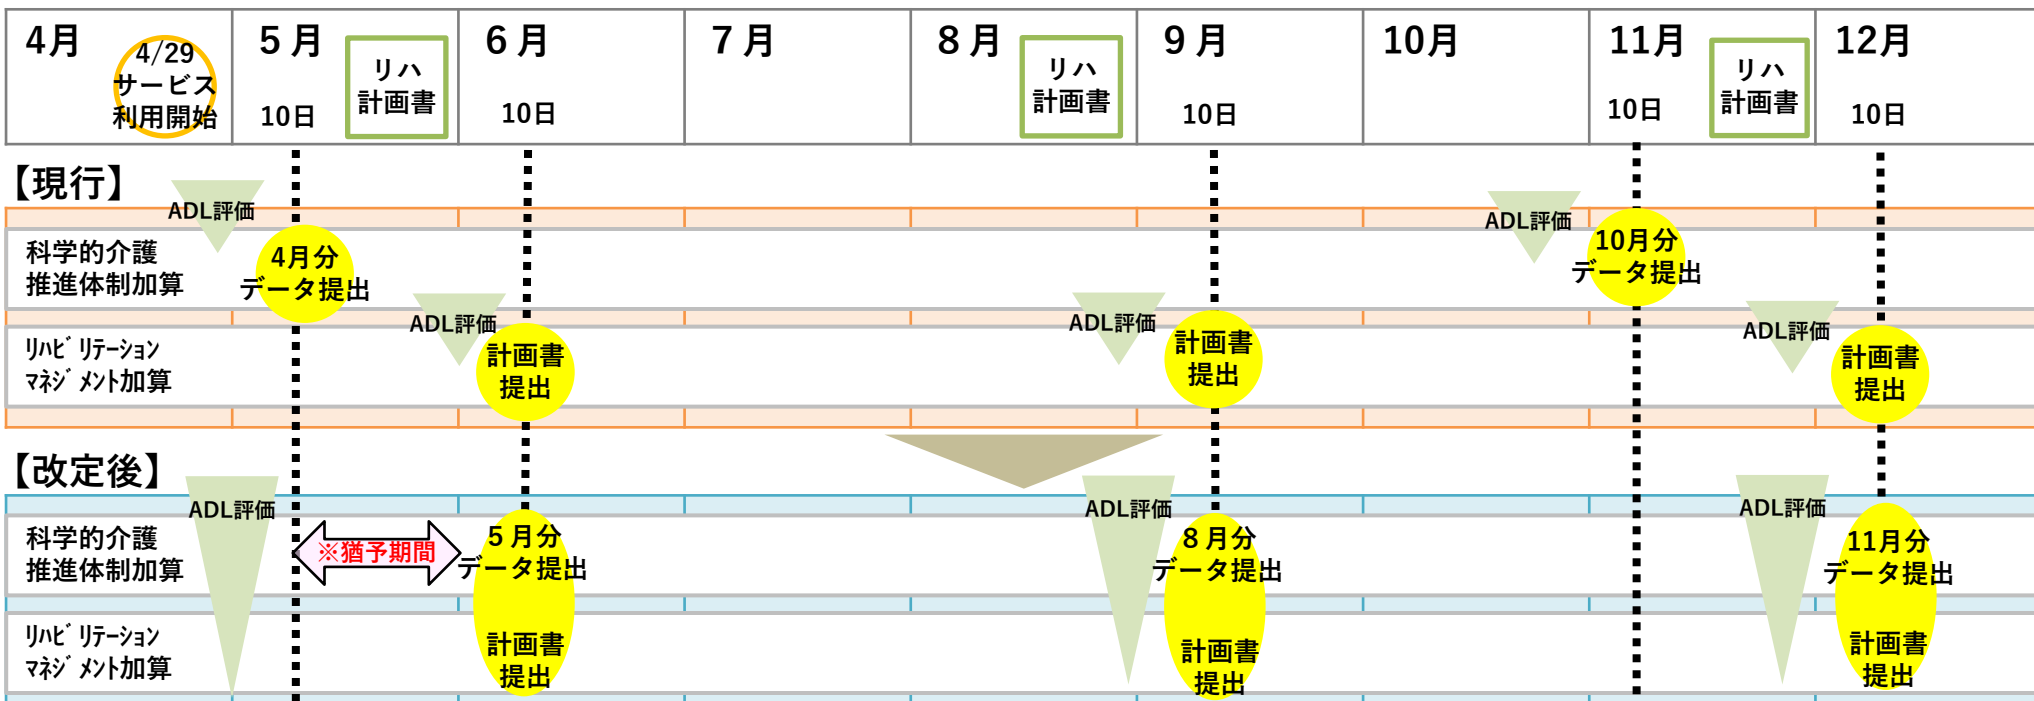 4月
4/29
サービス
利用開始
5月
10日
リハ
計画書
6月
10日
7月
8月
リハ
計画書
9月
10日
10月
11月
10日
リハ
計画書
12月
10日
【現行】
ADL評価
ADL評価
科学的介護
推進体制加算
4月分
データ提出
10月分
データ提出
ADL評価
ADL評価
ADL評価
リハビリテーション
マネジメント加算
計画書
提出
計画書
提出
計画書
提出
【改定後】
ADL評価
ADL評価
ADL評価
科学的介護
推進体制加算
※猶予期間
5月分
データ提出
8月分
データ提出
11月分
データ提出
リハビリテーション
マネジメント加算
計画書
提出
計画書
提出
計画書
提出